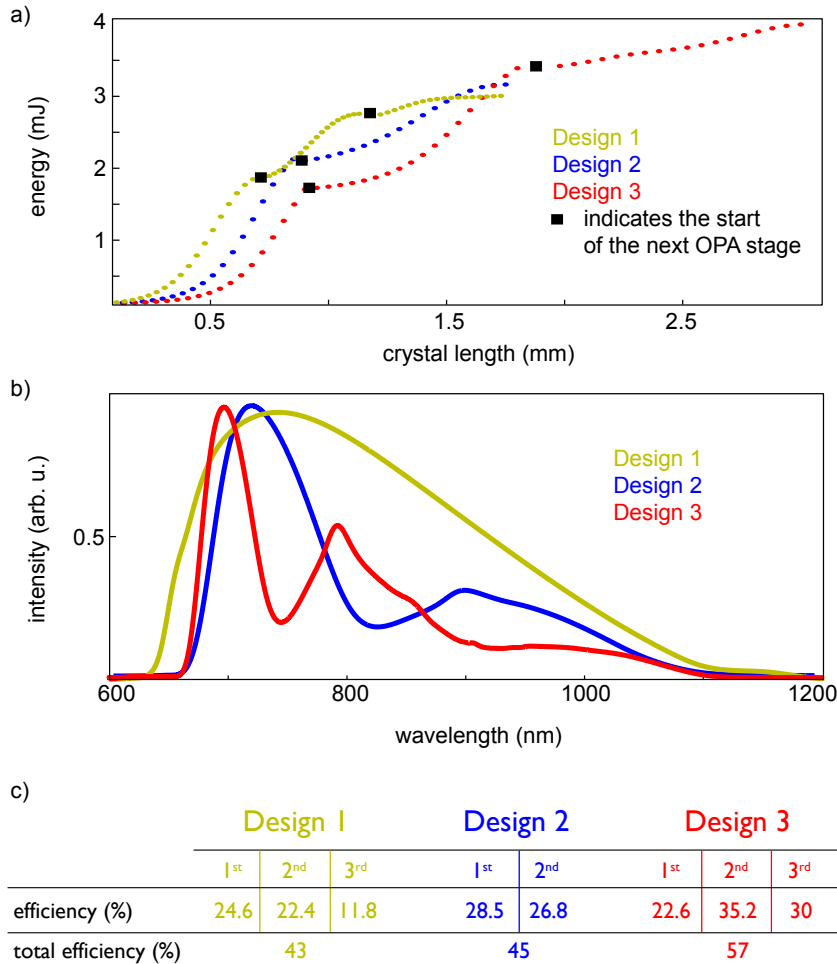 a)
4
3
2
1
energy (mJ)
Design 1
Design 2
Design 3
indicates the start
of the next OPA stage
0.5
1.5
2.5
crystal length (mm)
b)
0.5
intensity (arb. u.)
Design 1
Design 2
Design 3
600
800
1000
1200
wavelength (nm)
c)
Design 1 Design 2 Design 3
1st 2nd 3rd 1st 2nd 1st 2nd 3rd
efficiency (%) 24.6 22.4 11.8 28.5 26.8 22.6 35.2 30
total efficiency (%) 43 45 57